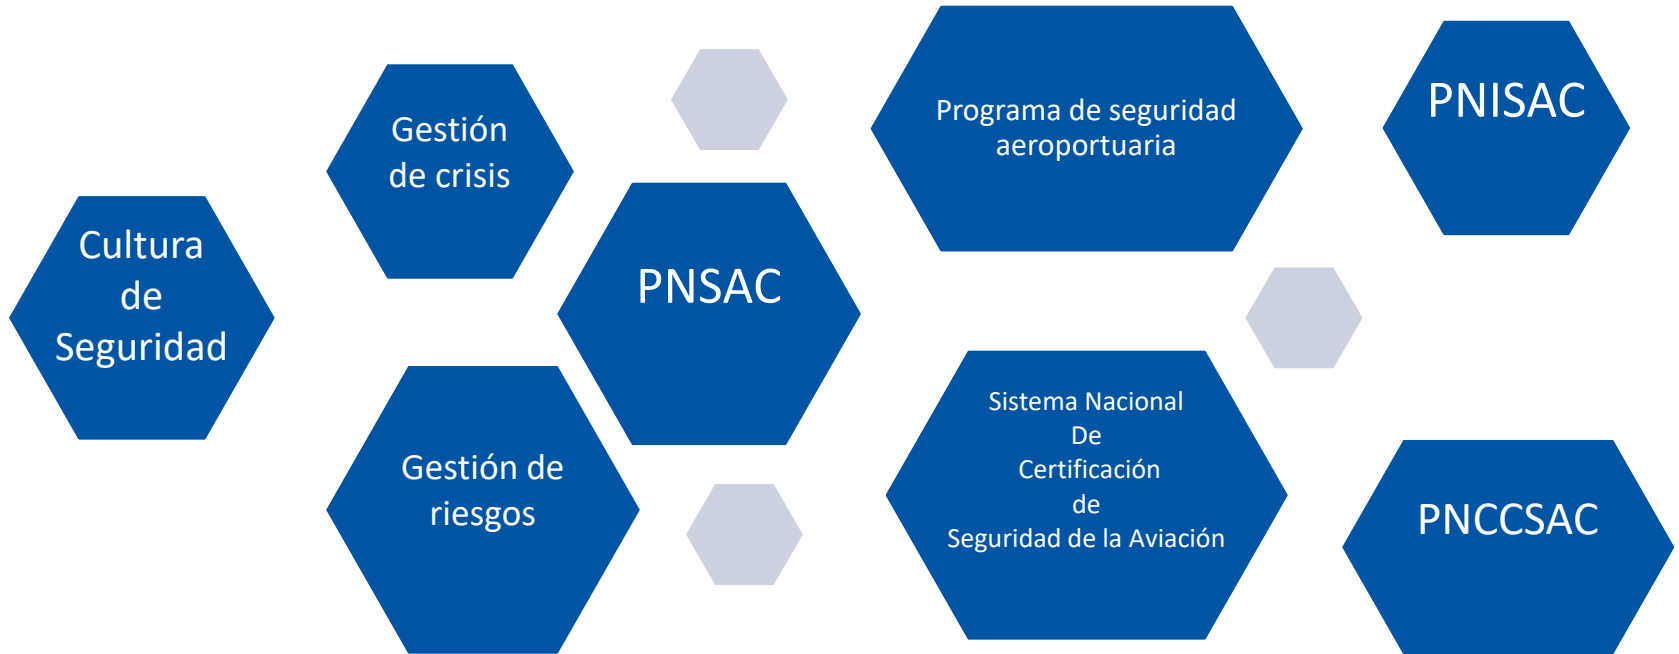 Cultura
de
Seguridad
Gestión
de crisis
Gestión de
riesgos
PNSAC
Programa de seguridad
aeroportuaria
Sistema Nacional
De
Certificación
de
Seguridad de la Aviación
PNISAC
PNCCSAC